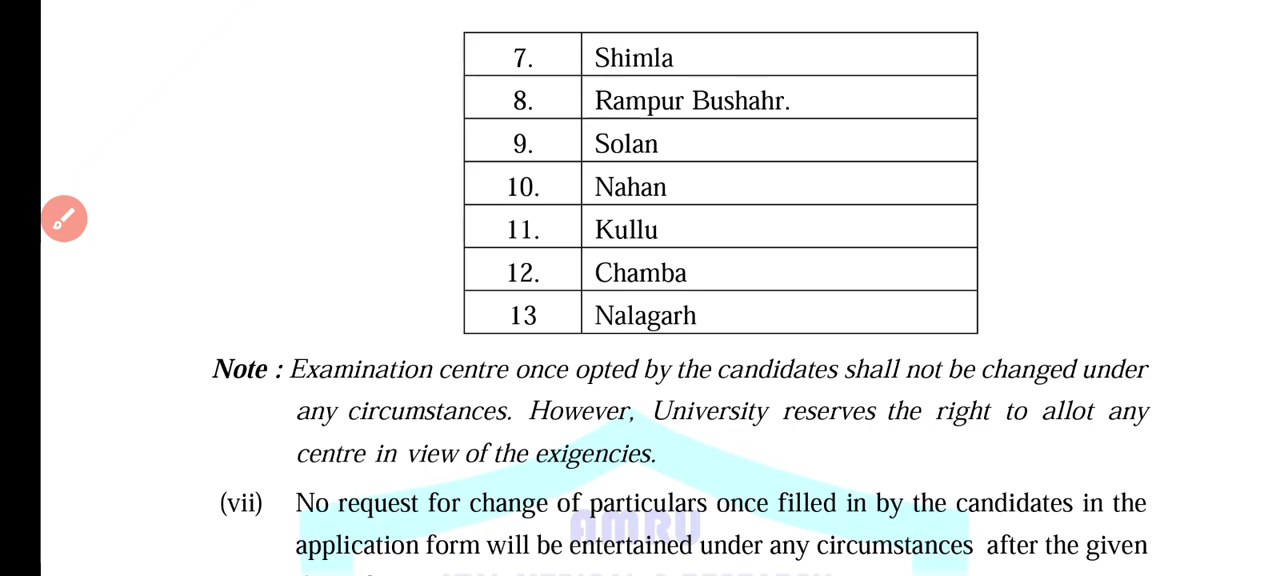 7. Shimla
8. Rampur Bushahr.
9. Solan
10. Nahan
11. Kullu
12. Chamba
13 Nalagarh
Note : Examination centre once opted by the candidates shall not be changed under
any circumstances. However, University reserves the right to allot any
centre in view of the exigencies.
(vii) No request for change of particulars once filled in by the candidates in the
AMRU
application form will be entertained under any circumstances after the given